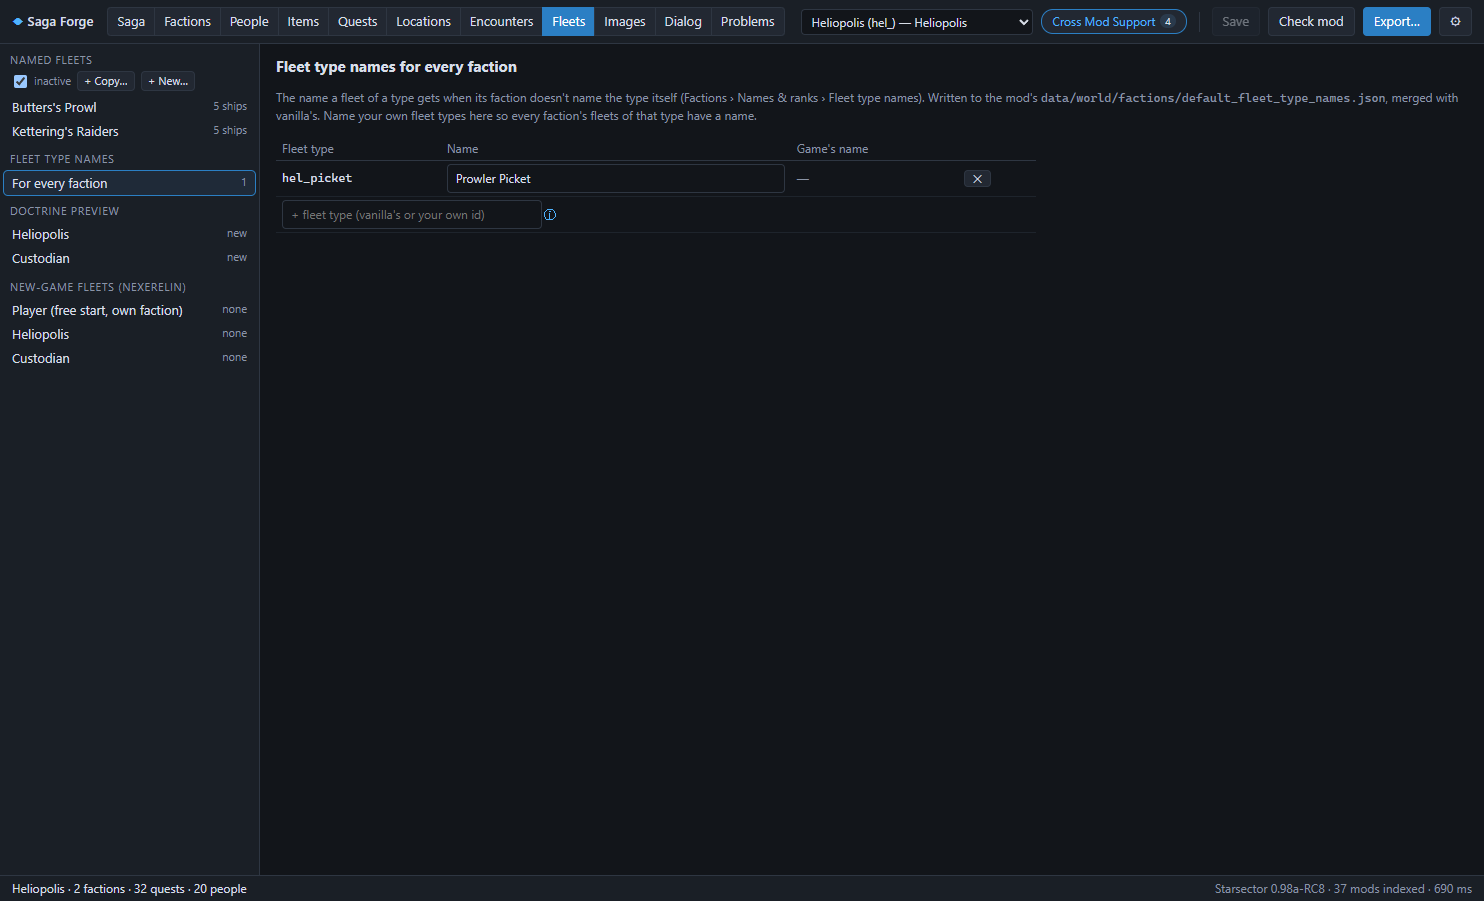 Saga Forge
Saga
Factions
People
Items
Quests
Locations
Encounters
Fleets
Images
Dialog
Problems
Heliopolis (hel_) — Heliopolis
Cross Mod Support 4
Save
Check mod
Export...
NAMED FLEETS
inactive
+ Copy...
+ New...
Butters's Prowl 5 ships
Kettering's Raiders 5 ships
FLEET TYPE NAMES
For every faction 1
DOCTRINE PREVIEW
Heliopolis new
Custodian new
NEW-GAME FLEETS (NEXERELIN)
Player (free start, own faction) none
Heliopolis none
Custodian none
Fleet type names for every faction
The name a fleet of a type gets when its faction doesn't name the type itself (Factions › Names & ranks › Fleet type names). Written to the mod's data/world/factions/default_fleet_type_names.json, merged with
vanilla's. Name your own fleet types here so every faction's fleets of that type have a name.
Fleet type Name Game's name
hel_picket Prowler Picket —
+ fleet type (vanilla's or your own id)
Heliopolis · 2 factions · 32 quests · 20 people
Starsector 0.98a-RC8 · 37 mods indexed · 690 ms